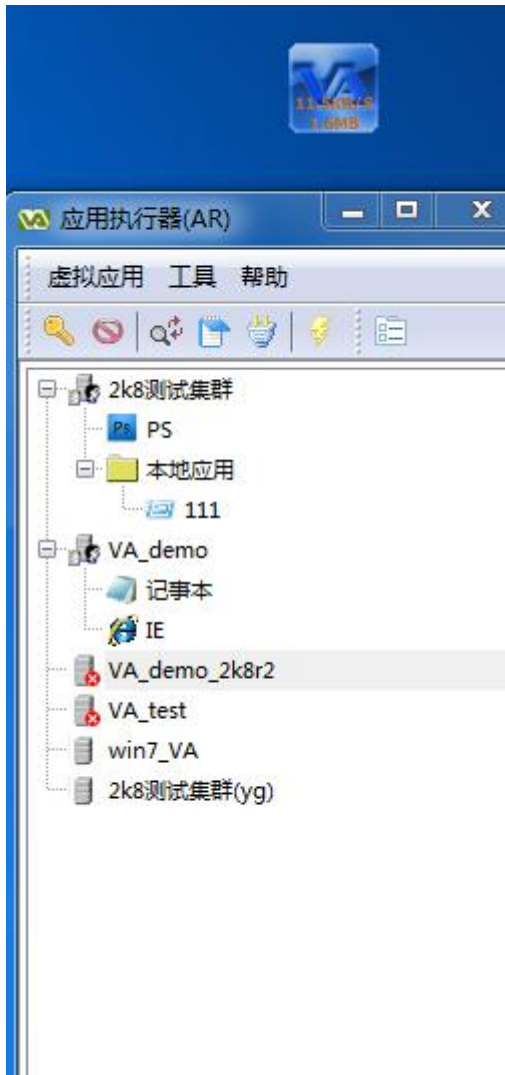 VA
1.6MB
应用执行器(AR)
虚拟应用 工具 帮助
2k8测试集群
Ps PS
本地应用
111
VA_demo
记事本
IE
VA_demo_2k8r2
VA_test
win7_VA
2k8测试集群(yg)